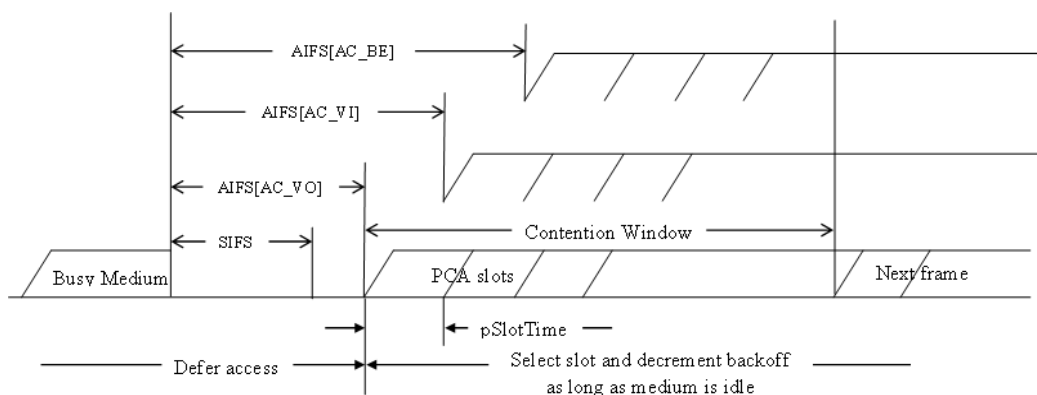 AIFS[AC_BE]
AIFS[AC_VI]
AIFS[AC_VO]
SIFS
Contention Window
Busy Medium
PCA slots
Next frame
pSlotTime
Defer access
Select slot and decrement backoff
as long as medium is idle